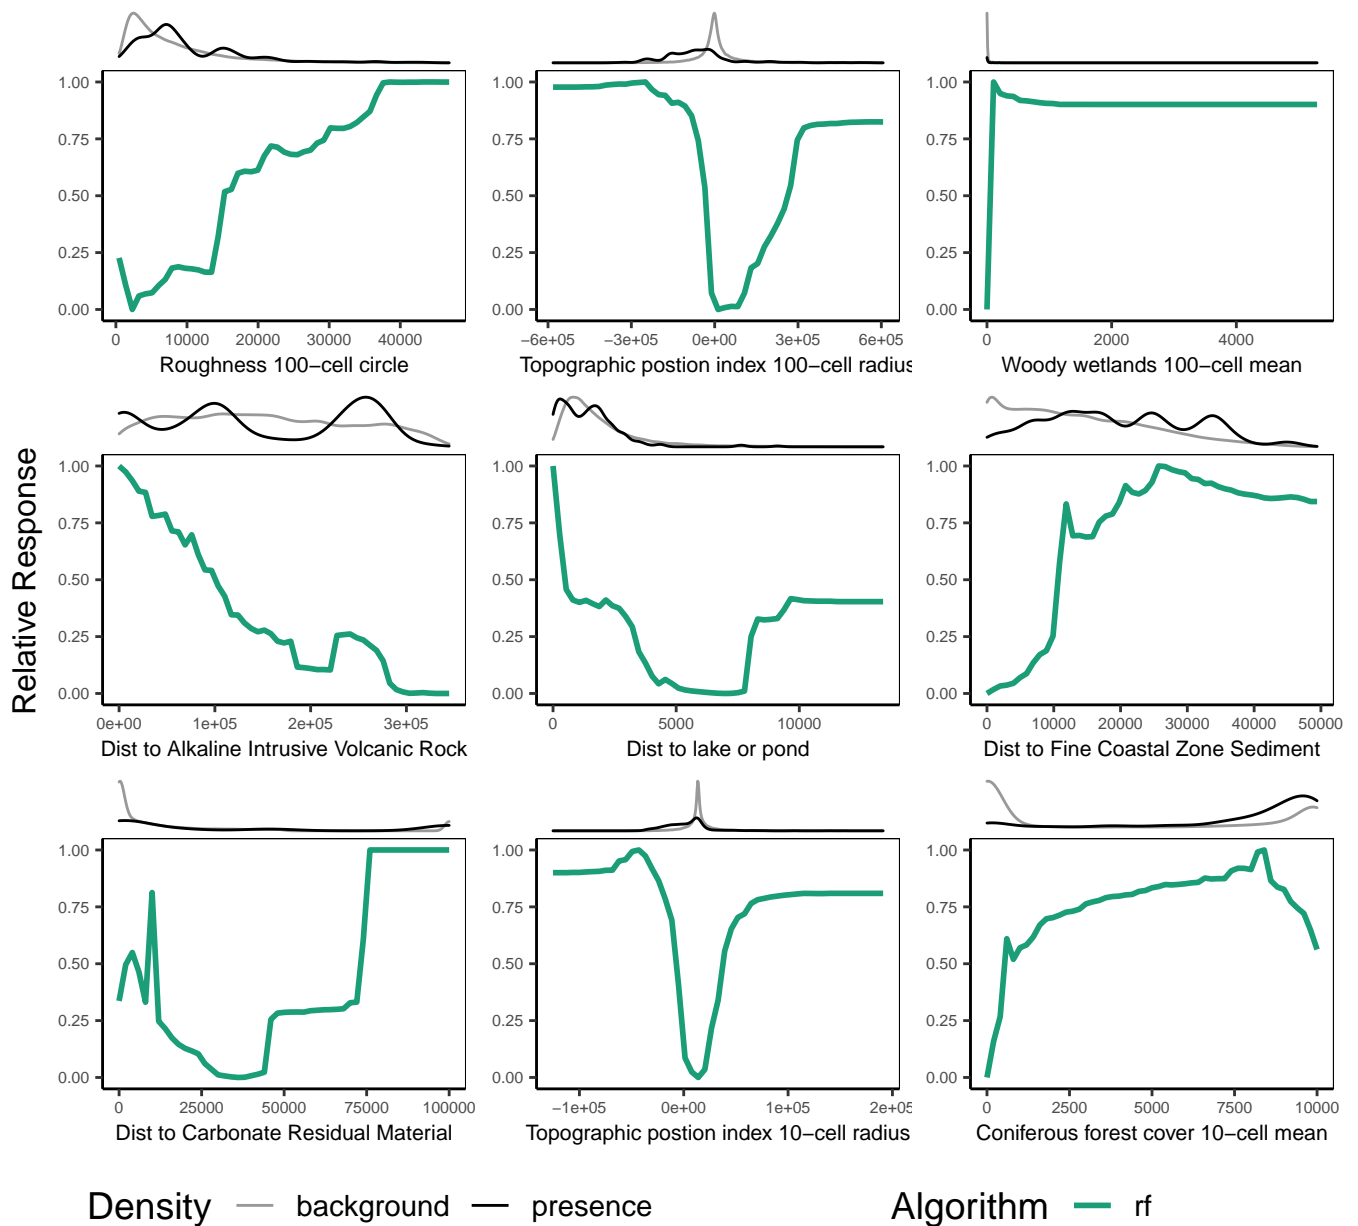 1.00
0.75
0.50
0.25
0.00
0 10000 20000 30000 40000
Roughness 100−cell circle
1.00
0.75
0.50
0.25
0.00
−6e+05 −3e+05 0e+00 3e+05 6e+05
Topographic postion index 100−cell radius
1.00
0.75
0.50
0.25
0.00
0 2000 4000
Woody wetlands 100−cell mean
Relative Response
1.00
0.75
0.50
0.25
0.00
0e+00 1e+05 2e+05 3e+05
Dist to Alkaline Intrusive Volcanic Rock
1.00
0.75
0.50
0.25
0.00
0 5000 10000
Dist to lake or pond
1.00
0.75
0.50
0.25
0.00
0 10000 20000 30000 40000 50000
Dist to Fine Coastal Zone Sediment
1.00
0.75
0.50
0.25
0.00
0 25000 50000 75000 100000
Dist to Carbonate Residual Material
1.00
0.75
0.50
0.25
0.00
−1e+05 0e+00 1e+05 2e+05
Topographic postion index 10−cell radius
1.00
0.75
0.50
0.25
0.00
0 2500 5000 7500 10000
Coniferous forest cover 10−cell mean
Density background presence Algorithm rf